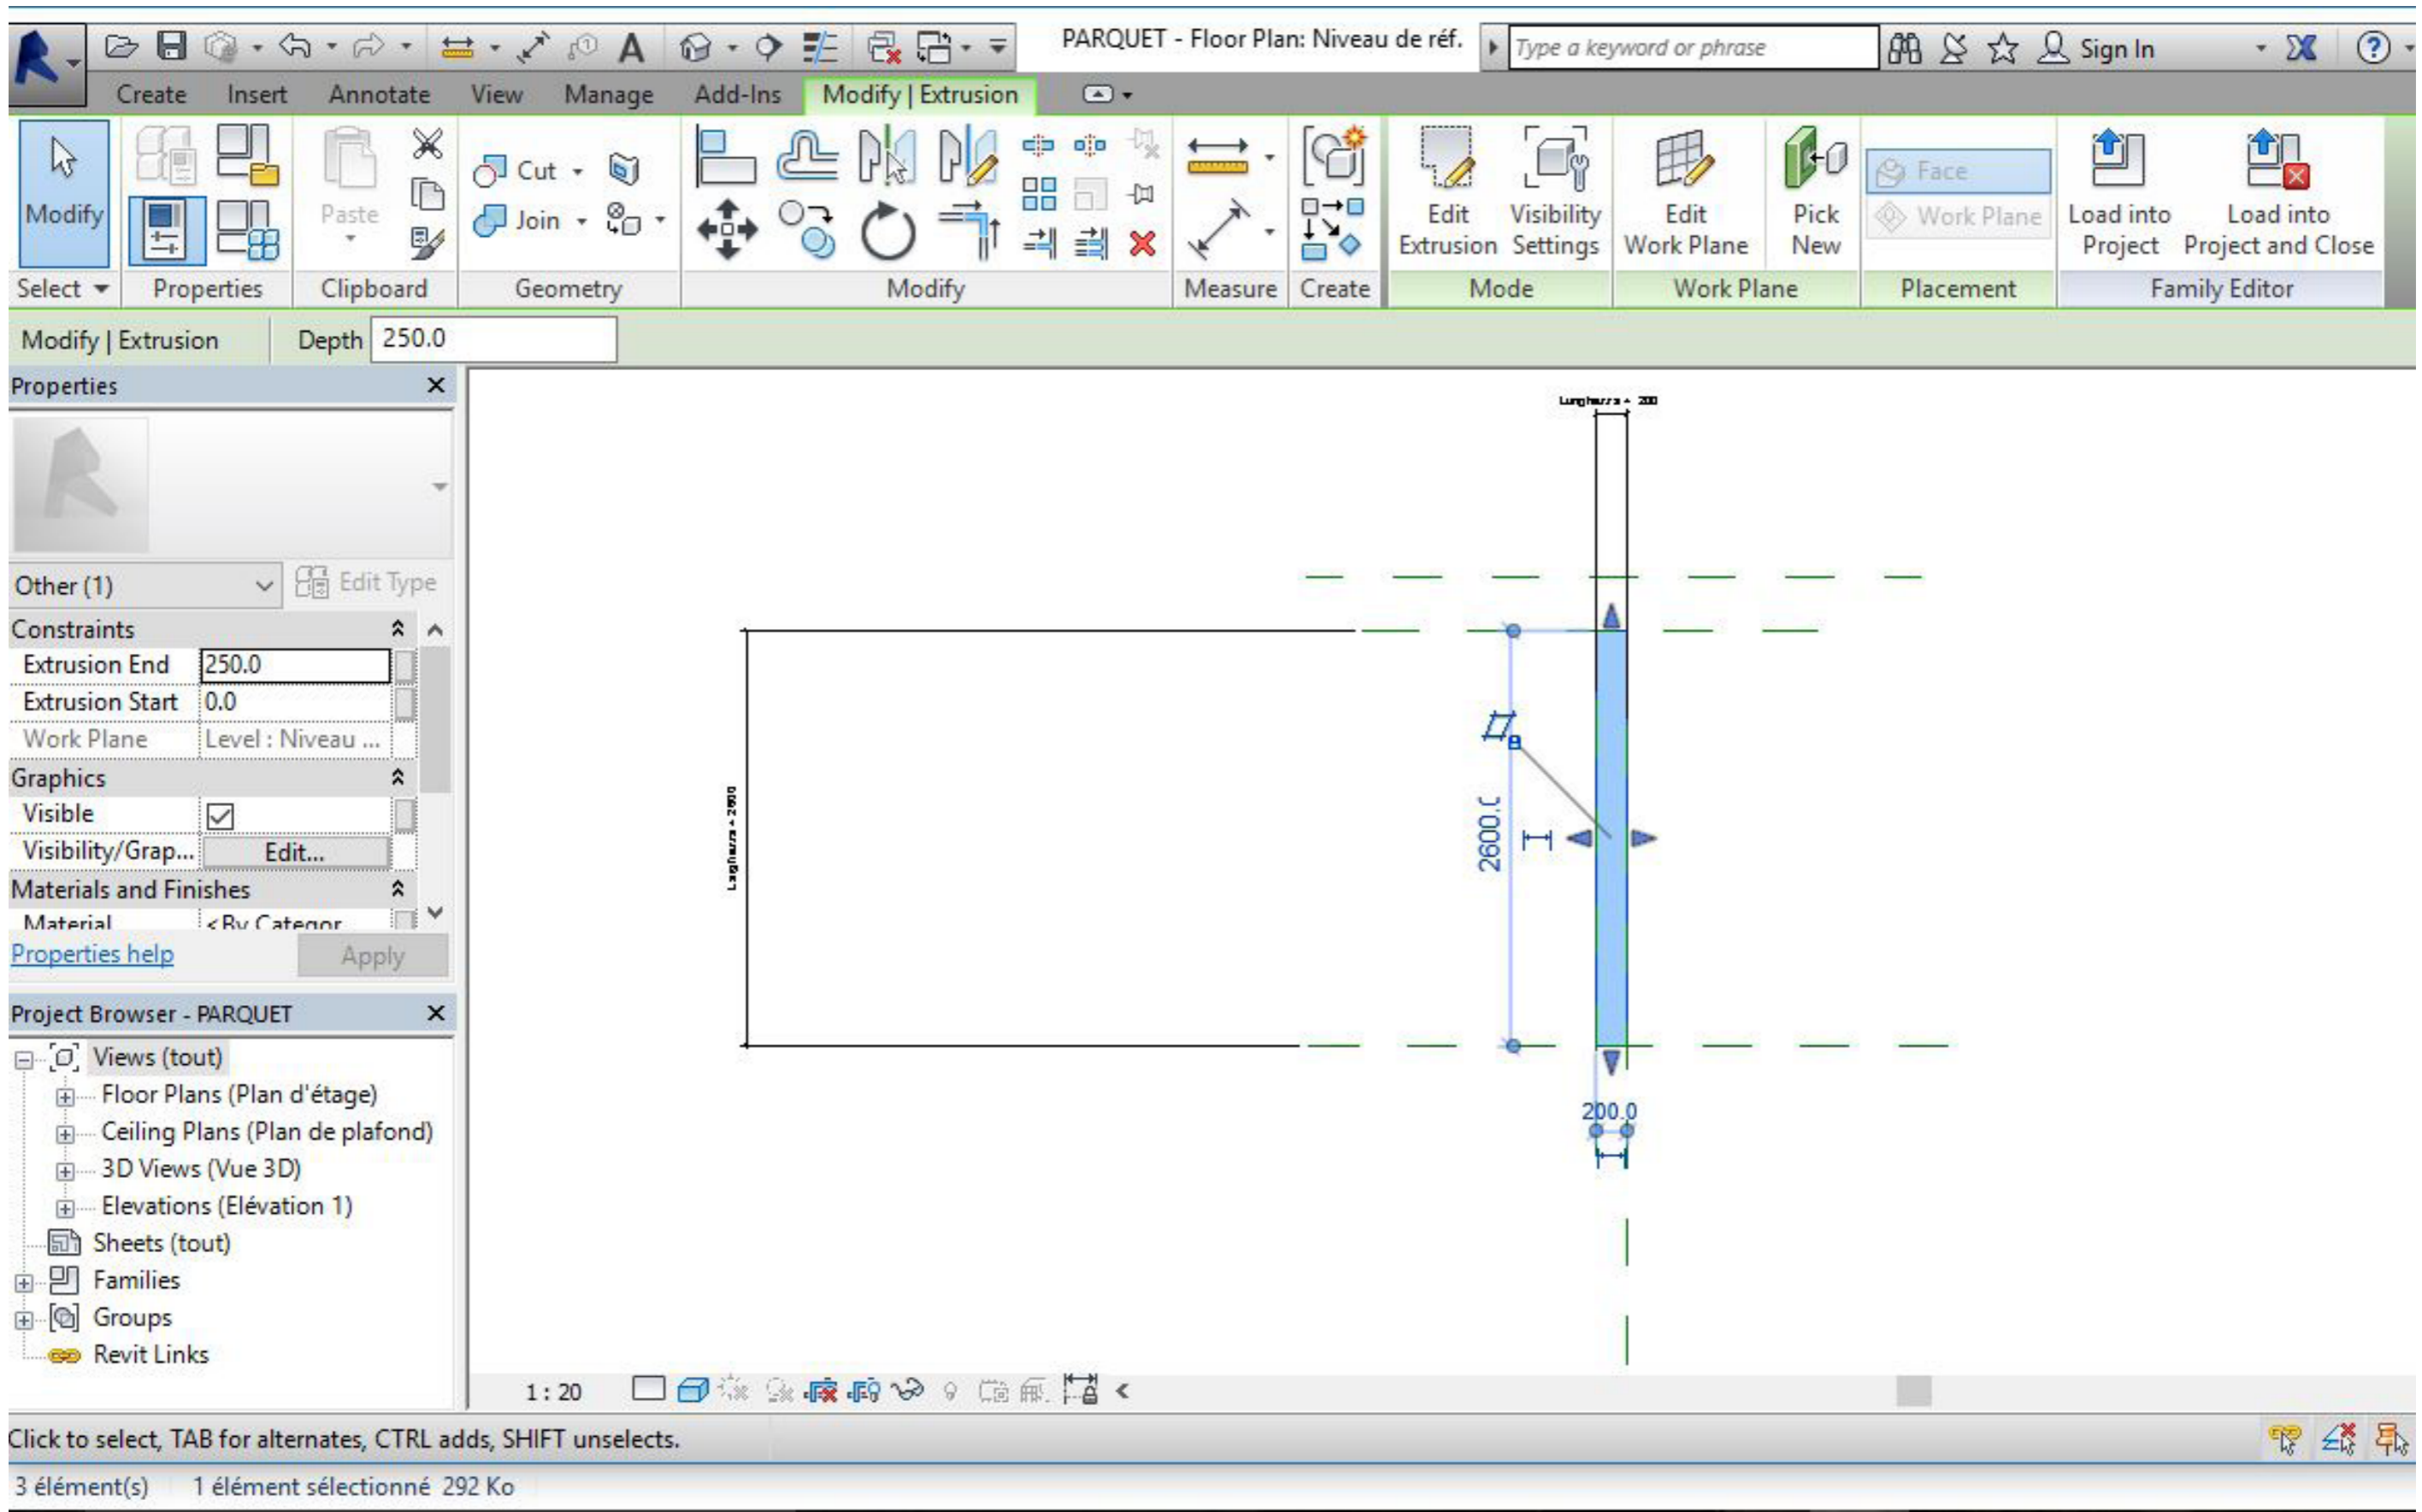 PARQUET - Floor Plan: Niveau de réf.
Type a keyword or phrase
Sign In
Create Insert Annotate View Manage Add-Ins Modify | Extrusion
Modify
Paste
Cut
Join
Edit Extrusion
Visibility Settings
Edit Work Plane
Pick New
Face
Work Plane
Load into Project
Load into Project and Close
Select Properties Clipboard Geometry Modify Measure Create Mode Work Plane Placement Family Editor
Modify | Extrusion Depth 250.0
Properties
Other (1) Edit Type
Constraints
Extrusion End 250.0
Extrusion Start 0.0
Work Plane Level : Niveau ...
Graphics
Visible
Visibility/Grap... Edit...
Materials and Finishes
Material <By Categor
Properties help Apply
Project Browser - PARQUET
Views (tout)
Floor Plans (Plan d'étage)
Ceiling Plans (Plan de plafond)
3D Views (Vue 3D)
Elevations (Elévation 1)
Sheets (tout)
Families
Groups
Revit Links
= 200
= 2600
2600.0
200.0
1 : 20
Click to select, TAB for alternates, CTRL adds, SHIFT unselects.
3 élément(s) 1 élément sélectionné 292 Ko